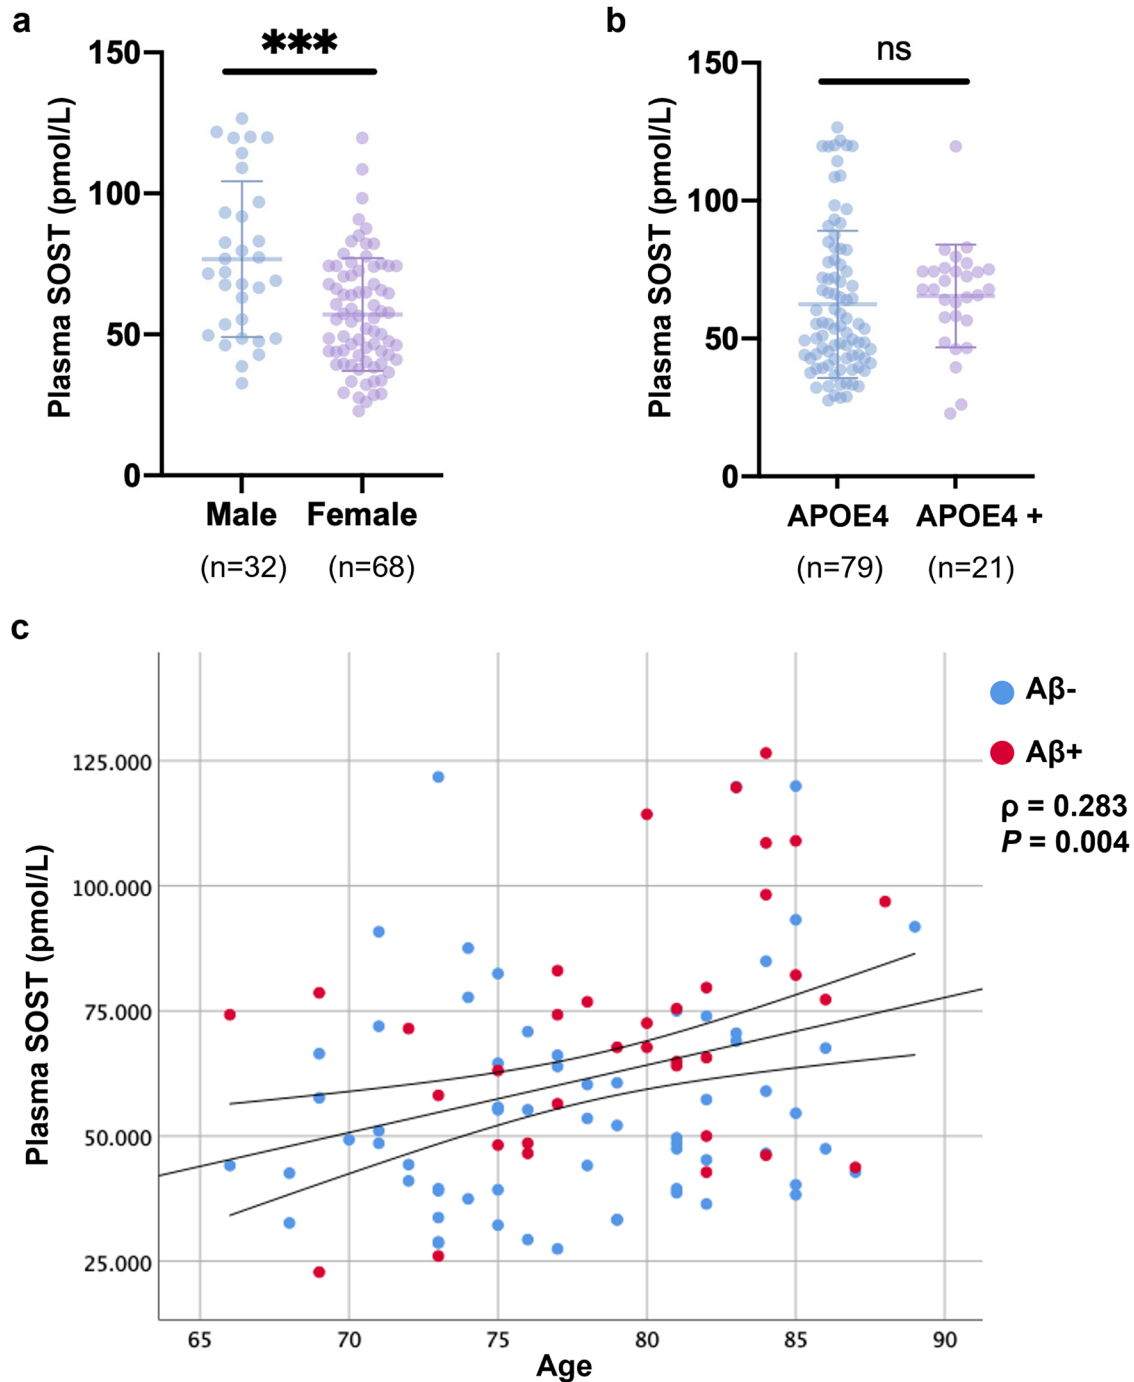 a
***
Plasma SOST (pmol/L)
150
100
50
0
Male Female
(n=32) (n=68)
b
ns
Plasma SOST (pmol/L)
150
100
50
0
APOE4 APOE4 +
(n=79) (n=21)
c
Plasma SOST (pmol/L)
125.000
100.000
75.000
50.000
25.000
65 70 75 80 85 90
Age
Aβ-
Aβ+
ρ = 0.283
P = 0.004